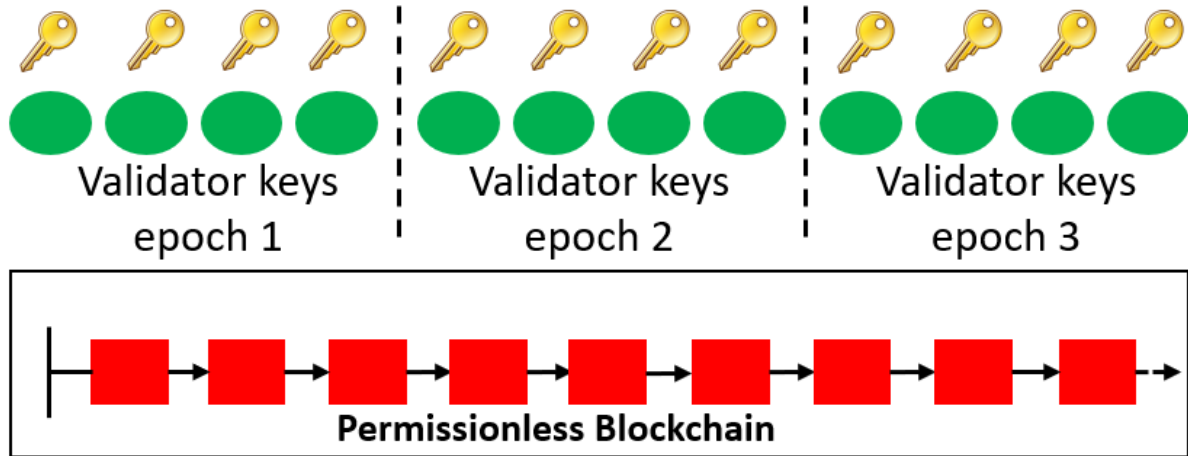 Validator keys
epoch 1
Validator keys
epoch 2
Validator keys
epoch 3
Permissionless Blockchain